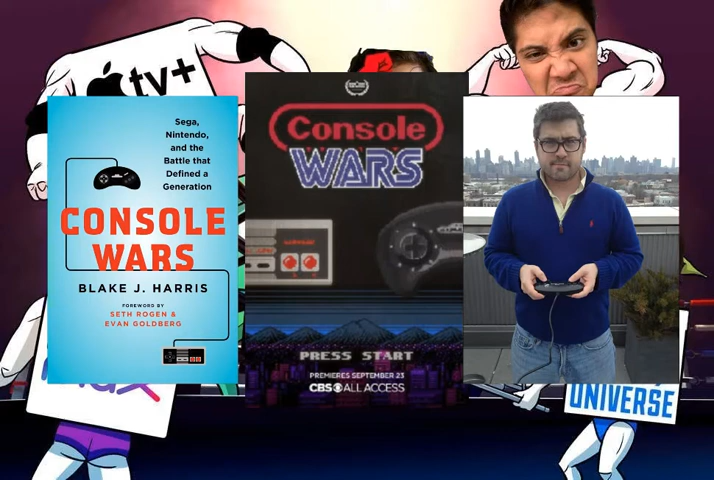 tv+
Sega,
Nintendo,
and the
Battle that
Defined a
Generation
CONSOLE
WARS
BLAKE J. HARRIS
FOREWORD BY
SETH ROGEN &
EVAN GOLDBERG
Console
WARS
PRESS START
PREMIERES SEPTEMBER 23
CBS ALL ACCESS
UNIVERSE